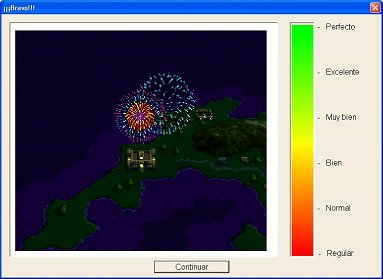 ¡¡¡Bravo!!!
- Perfecto
- Excelente
- Muy bien
- Bien
- Normal
- Regular
Continuar